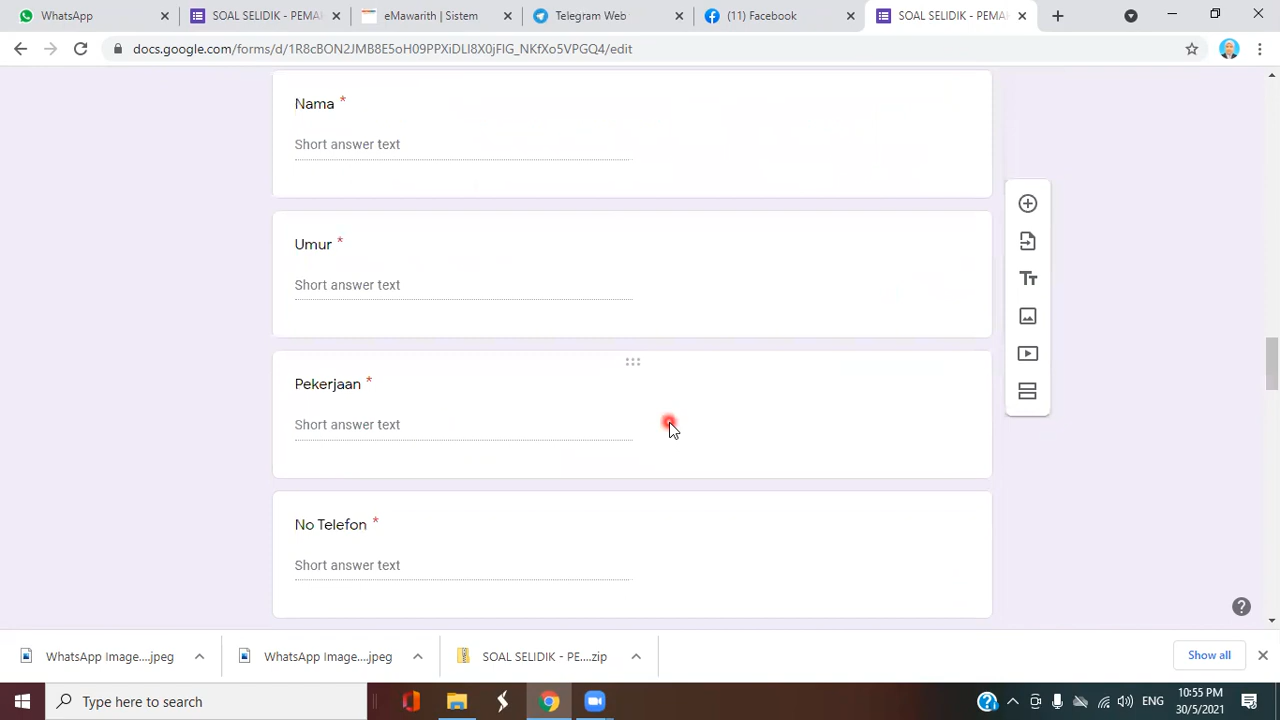 WhatsApp
SOAL SELIDIK - PEMA
eMawarith | Sistem
Telegram Web
(11) Facebook
SOAL SELIDIK - PEMA
docs.google.com/forms/d/1R8cBON2JMB8E5oH09PPXiDLl8X0jFlG_NKfXo5VPGQ4/edit
Nama *
Short answer text
Umur *
Short answer text
Pekerjaan *
Short answer text
No Telefon *
Short answer text
WhatsApp Image....jpeg
WhatsApp Image....jpeg
SOAL SELIDIK - PE....zip
Show all
Type here to search
ENG
10:55 PM
30/5/2021